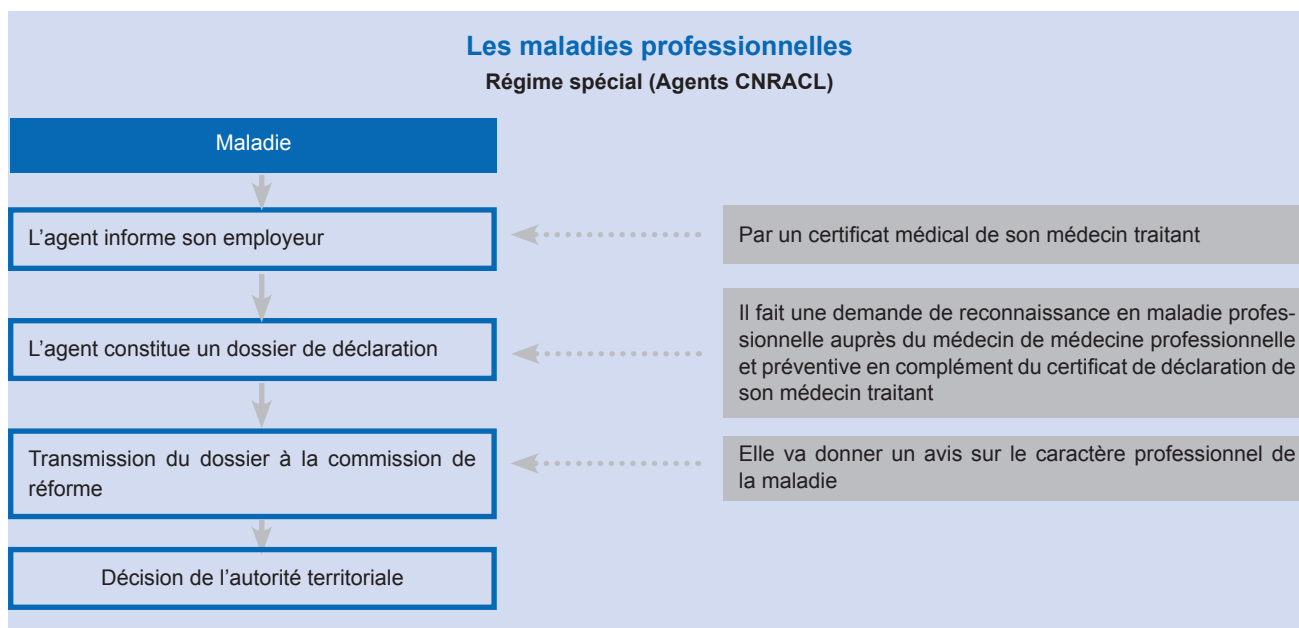 Les maladies professionnelles
Régime spécial (Agents CNRACL)
Maladie
L’agent informe son employeur
Par un certificat médical de son médecin traitant
L’agent constitue un dossier de déclaration
Il fait une demande de reconnaissance en maladie profes-
sionnelle auprès du médecin de médecine professionnelle
et préventive en complément du certificat de déclaration de
son médecin traitant
Transmission du dossier à la commission de
réforme
Elle va donner un avis sur le caractère professionnel de
la maladie
Décision de l’autorité territoriale